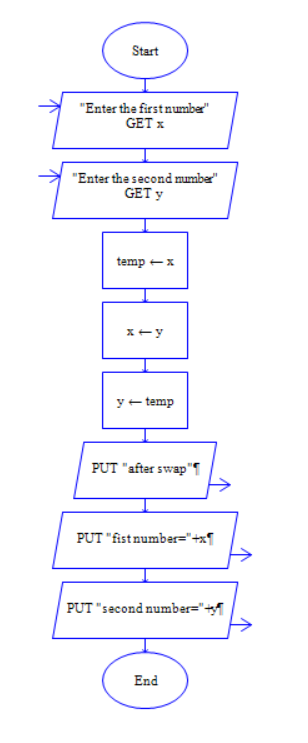 Start
"Enter the first number"
GET x
"Enter the second number"
GET y
temp ← x
x ← y
y ← temp
PUT "after swap"¶
PUT "fist number="+x¶
PUT "second number="+y¶
End